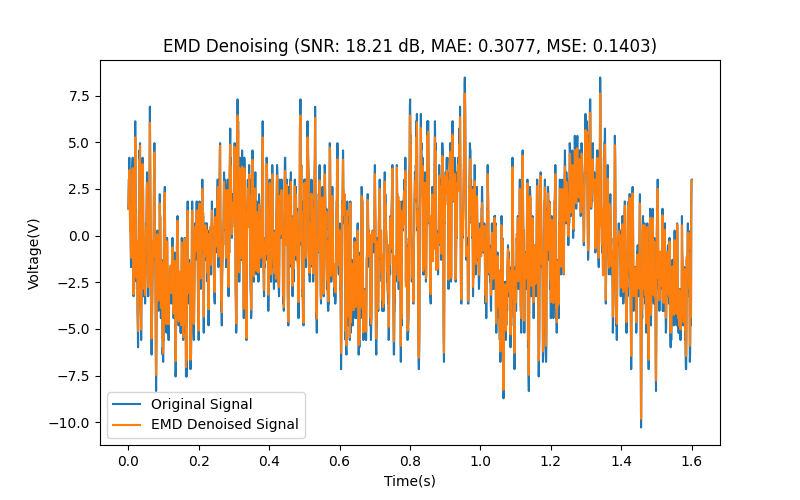 EMD Denoising (SNR: 18.21 dB, MAE: 0.3077, MSE: 0.1403)
7.5
5.0
2.5
0.0
−2.5
−5.0
−7.5
−10.0
Voltage(V)
Original Signal
EMD Denoised Signal
0.0 0.2 0.4 0.6 0.8 1.0 1.2 1.4 1.6
Time(s)